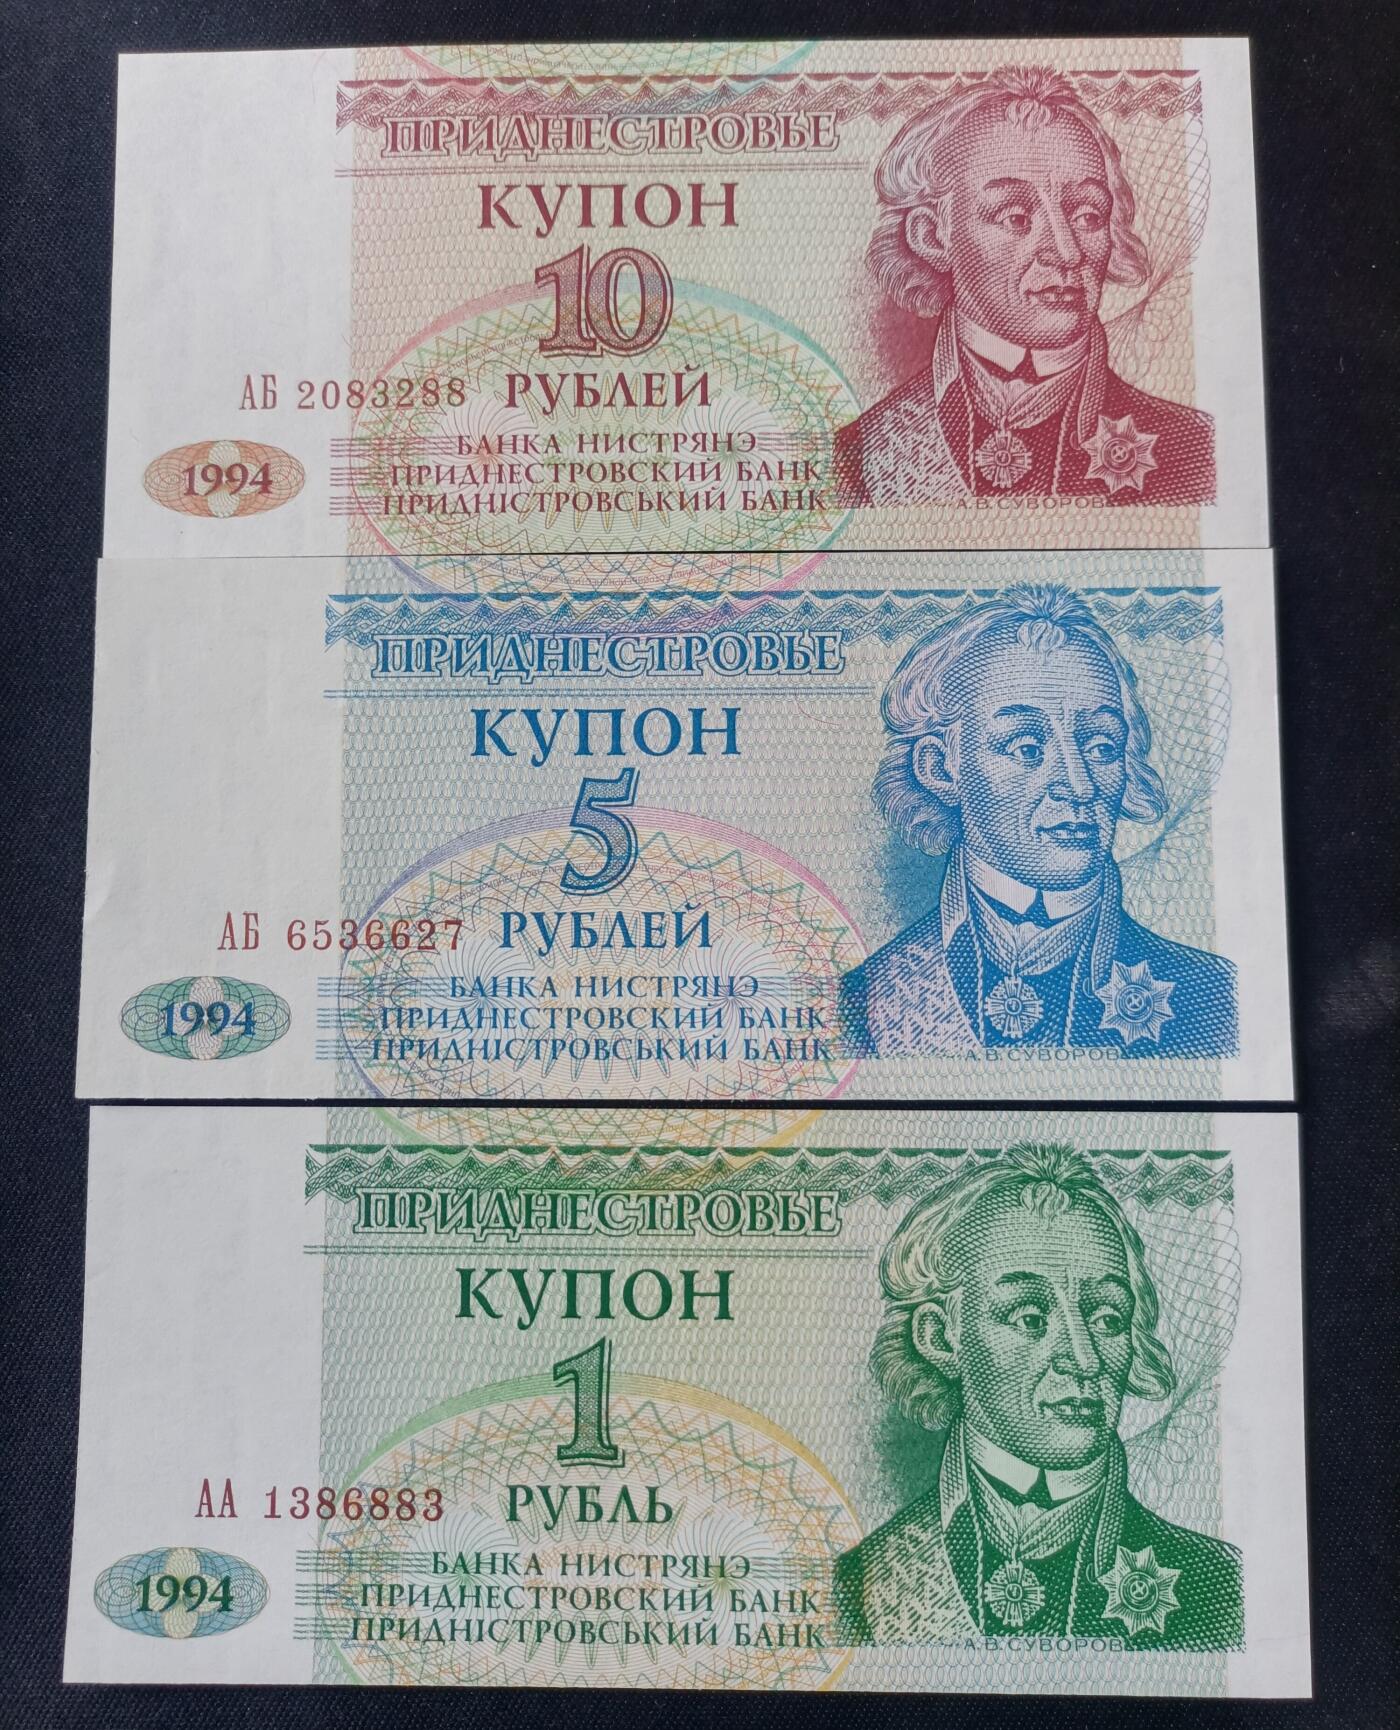 ПРИДНЕСТРОВЬЕ
КУПОН
10
АБ 2083288 РУБЛЕЙ
БАНКА НИСТРЯНЭ
1994 ПРИДНЕСТРОВСКИЙ БАНК
ПРИДНІСТРОВСЬКИЙ БАНК
А.В.СУВОРОВ
ПРИДНЕСТРОВЬЕ
КУПОН
5
АБ 6536627 РУБЛЕЙ
БАНКА НИСТРЯНЭ
1994 ПРИДНЕСТРОВСКИЙ БАНК
ПРИДНІСТРОВСЬКИЙ БАНК
А.В.СУВОРОВ
ПРИДНЕСТРОВЬЕ
КУПОН
1
АА 1386883 РУБЛЬ
БАНКА НИСТРЯНЭ
1994 ПРИДНЕСТРОВСКИЙ БАНК
ПРИДНІСТРОВСЬКИЙ БАНК
А.В.СУВОРОВ